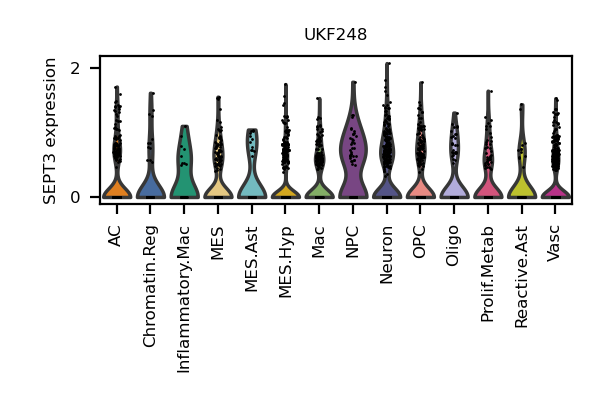 UKF248
SEPT3 expression
2
0
AC
Chromatin.Reg
Inflammatory.Mac
MES
MES.Ast
MES.Hyp
Mac
NPC
Neuron
OPC
Oligo
Prolif.Metab
Reactive.Ast
Vasc